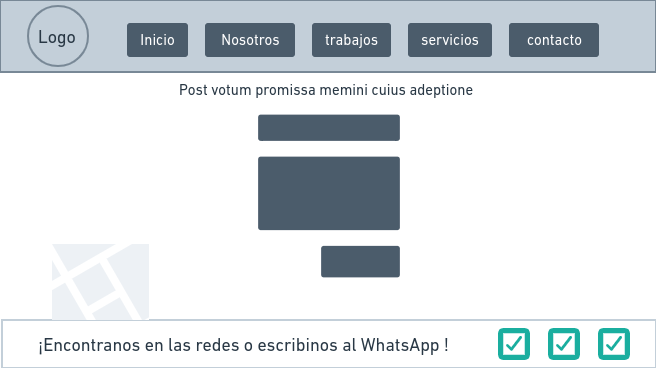 Logo
Inicio
Nosotros
trabajos
servicios
contacto
Post votum promissa memini cuius adeptione
¡Encontranos en las redes o escribinos al WhatsApp !